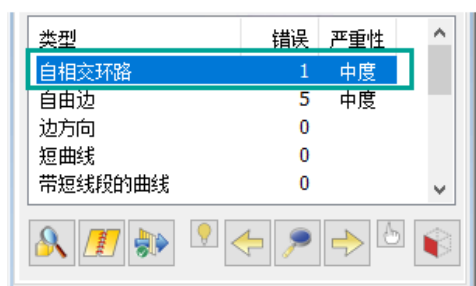 类型 错误 严重性
自相交环路 1 中度
自由边 5 中度
边方向 0
短曲线 0
带短线段的曲线 0